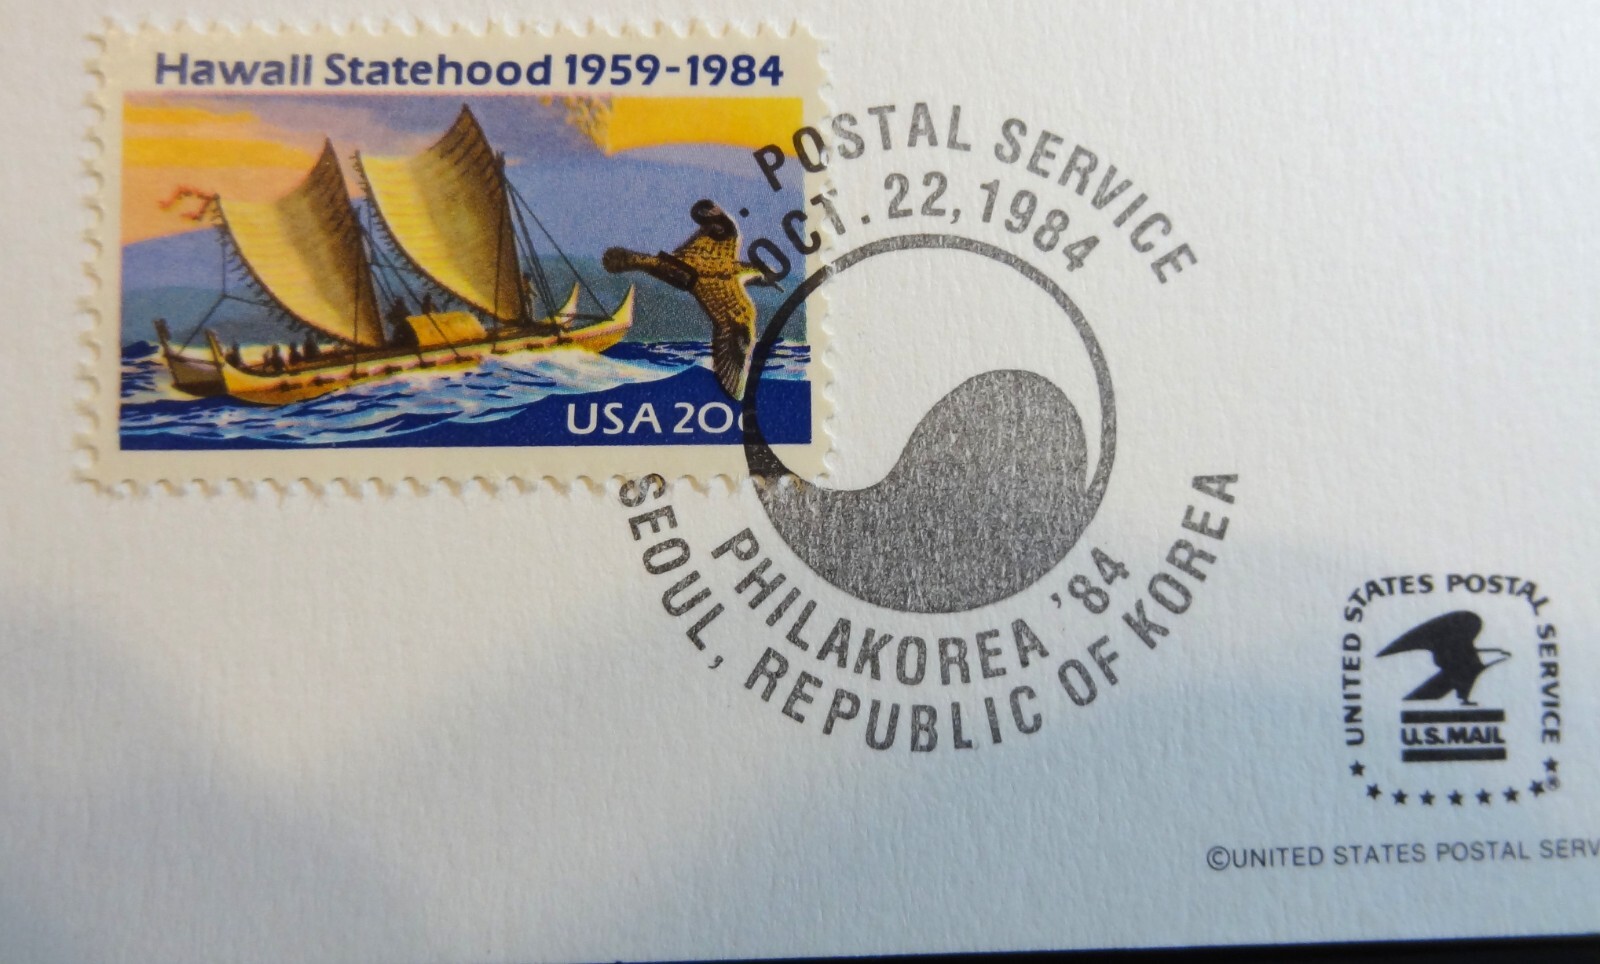 Hawaii Statehood 1959-1984
USA 20c
U.S. POSTAL SERVICE
OCT. 22, 1984
PHILAKOREA '84
SEOUL, REPUBLIC OF KOREA
UNITED STATES POSTAL SERVICE
U.S.MAIL
®
©UNITED STATES POSTAL SERV